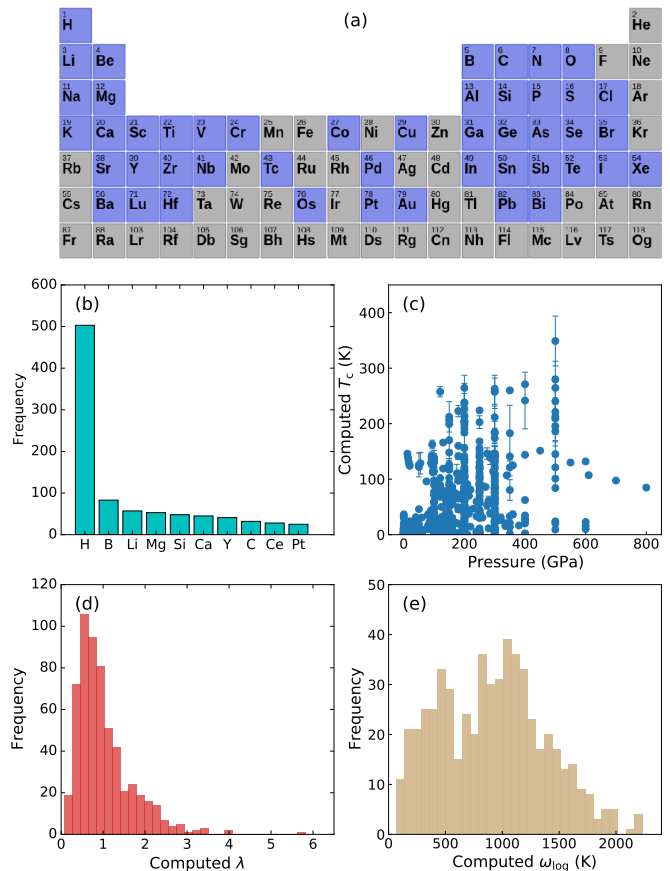 (a)
1 2
H He
3 4 5 6 7 8 9 10
Li Be B C N O F Ne
11 12 13 14 15 16 17 18
Na Mg Al Si P S Cl Ar
19 20 21 22 23 24 25 26 27 28 29 30 31 32 33 34 35 36
K Ca Sc Ti V Cr Mn Fe Co Ni Cu Zn Ga Ge As Se Br Kr
37 38 39 40 41 42 43 44 45 46 47 48 49 50 51 52 53 54
Rb Sr Y Zr Nb Mo Tc Ru Rh Pd Ag Cd In Sn Sb Te I Xe
55 56 71 72 73 74 75 76 77 78 79 80 81 82 83 84 85 86
Cs Ba Lu Hf Ta W Re Os Ir Pt Au Hg Tl Pb Bi Po At Rn
87 88 103 104 105 106 107 108 109 110 111 112 113 114 115 116 117 118
Fr Ra Lr Rf Db Sg Bh Hs Mt Ds Rg Cn Nh Fl Mc Lv Ts Og
(b)
600
500
400
300
200
100
0
Frequency
H B Li Mg Si Ca Y C Ce Pt
(c)
400
300
200
100
0
Computed Tc (K)
0 200 400 600 800
Pressure (GPa)
(d)
120
100
80
60
40
20
0
Frequency
0 1 2 3 4 5 6
Computed λ
(e)
50
40
30
20
10
0
Frequency
0 500 1000 1500 2000
Computed ωlog (K)